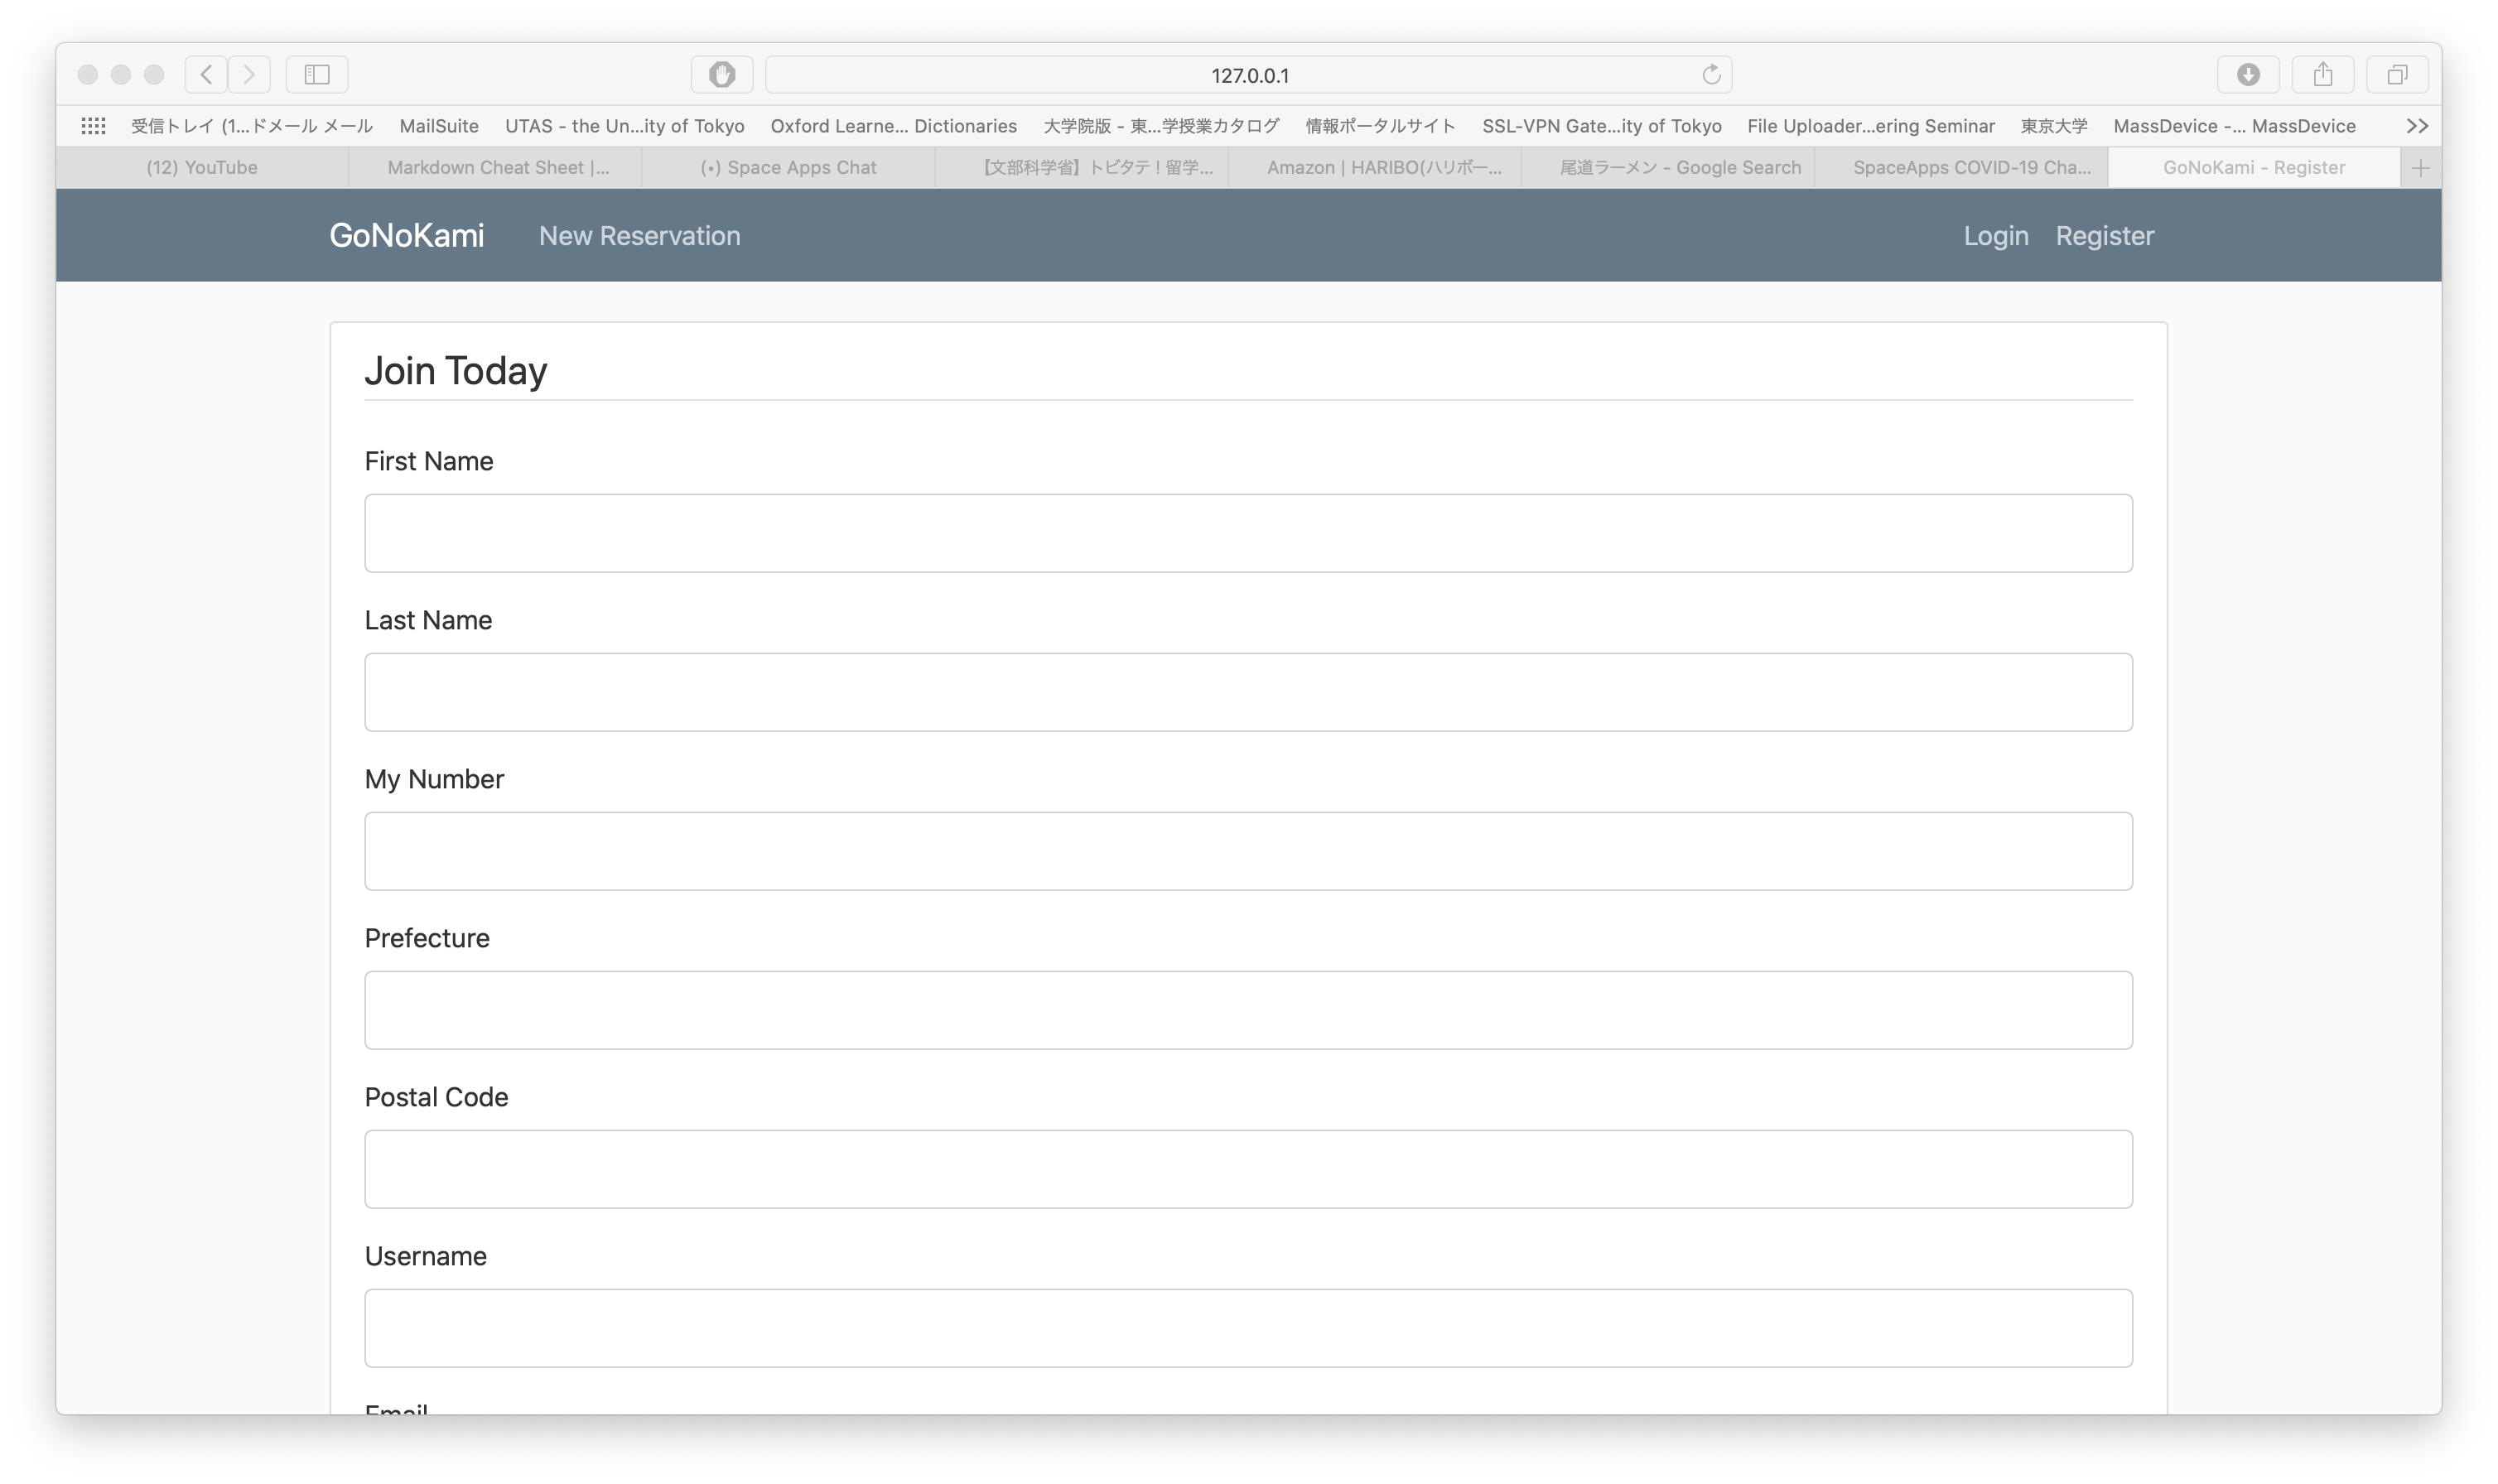 127.0.0.1
受信トレイ (1...ドメール メール MailSuite UTAS - the Un...ity of Tokyo Oxford Learne... Dictionaries 大学院版 - 東...学授業カタログ 情報ポータルサイト SSL-VPN Gate...ity of Tokyo File Uploader...ering Seminar 東京大学 MassDevice -... MassDevice
(12) YouTube Markdown Cheat Sheet |... (•) Space Apps Chat 【文部科学省】トビタテ！留学... Amazon | HARIBO(ハリボー... 尾道ラーメン - Google Search SpaceApps COVID-19 Cha... GoNoKami - Register
GoNoKami New Reservation Login Register
Join Today
First Name
Last Name
My Number
Prefecture
Postal Code
Username
Email